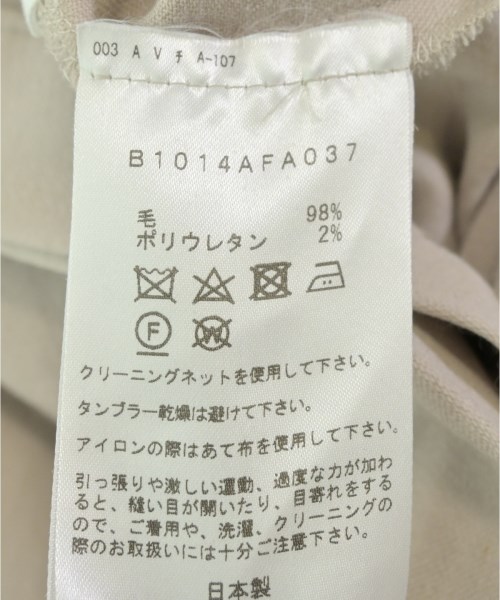 003 A V チ A-107
B1014AFA037
毛 98%
ポリウレタン 2%
F W
クリーニングネットを使用して下さい。
タンブラー乾燥は避けて下さい。
アイロンの際はあて布を使用して下さい。
引っ張りや激しい運動、過度な力が加わ
ると、縫い目が開いたり、目寄れをする
ので、ご着用や、洗濯、クリーニングの
際のお取扱いには十分ご注意下さい。
日本製